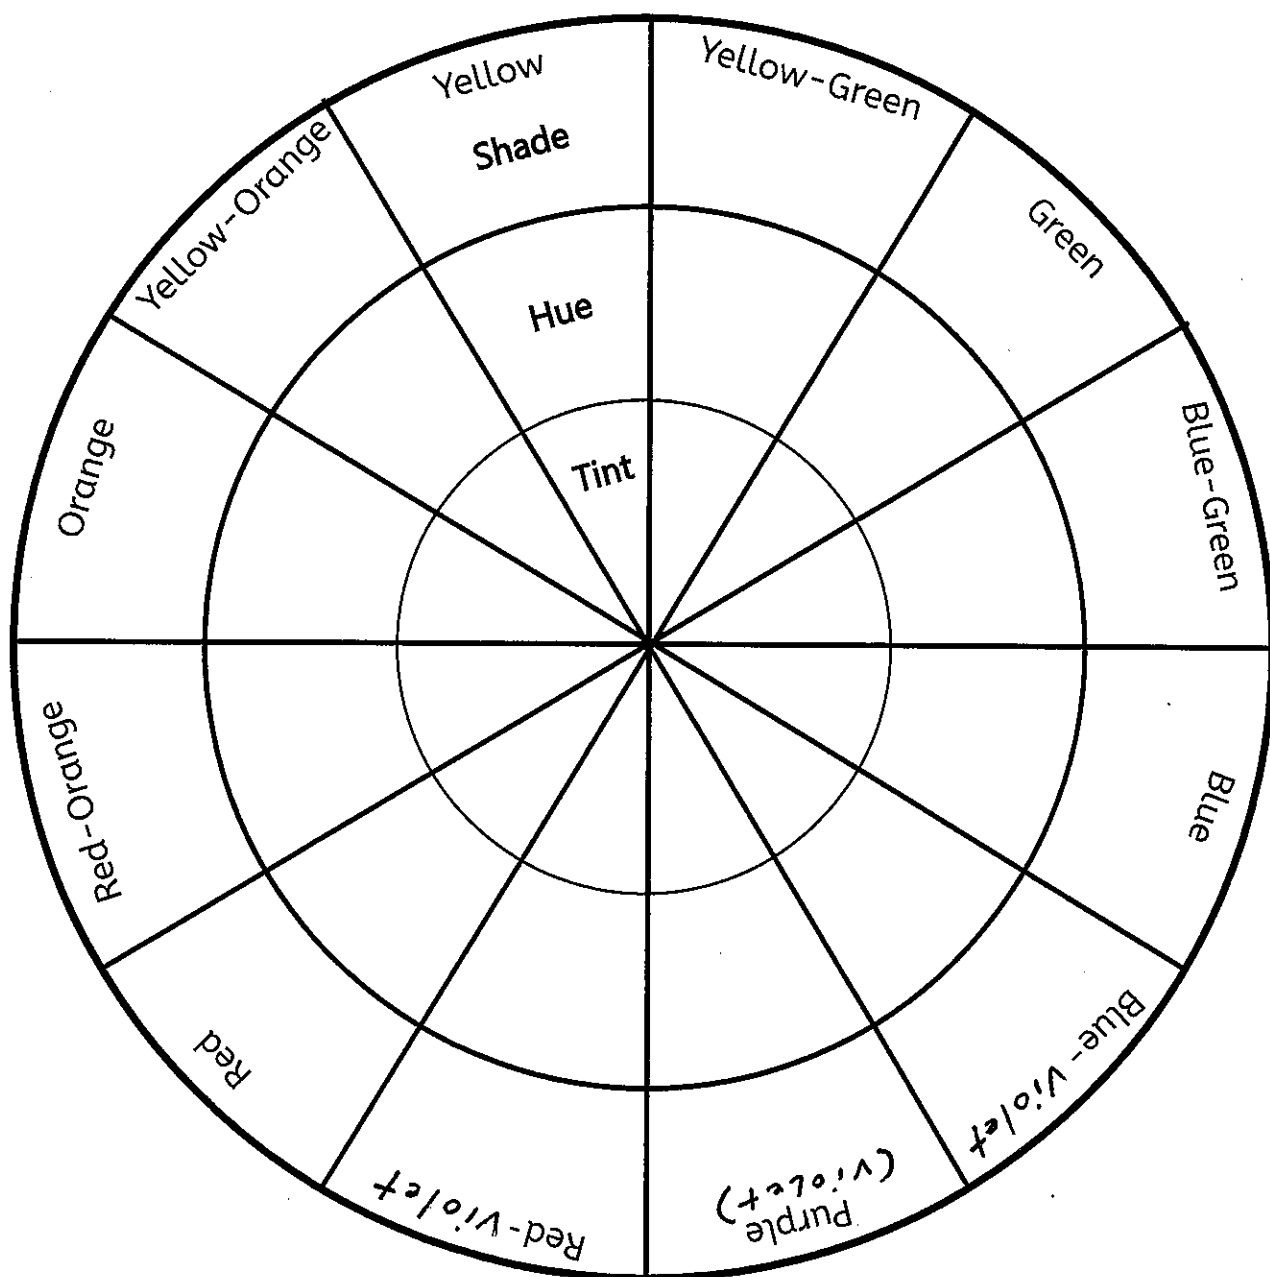 Yellow
Shade
Hue
Tint
Yellow-Green
Green
Blue-Green
Blue
Blue-Violet
Purple
(violet)
Red-Violet
Red
Red-Orange
Orange
Yellow-Orange